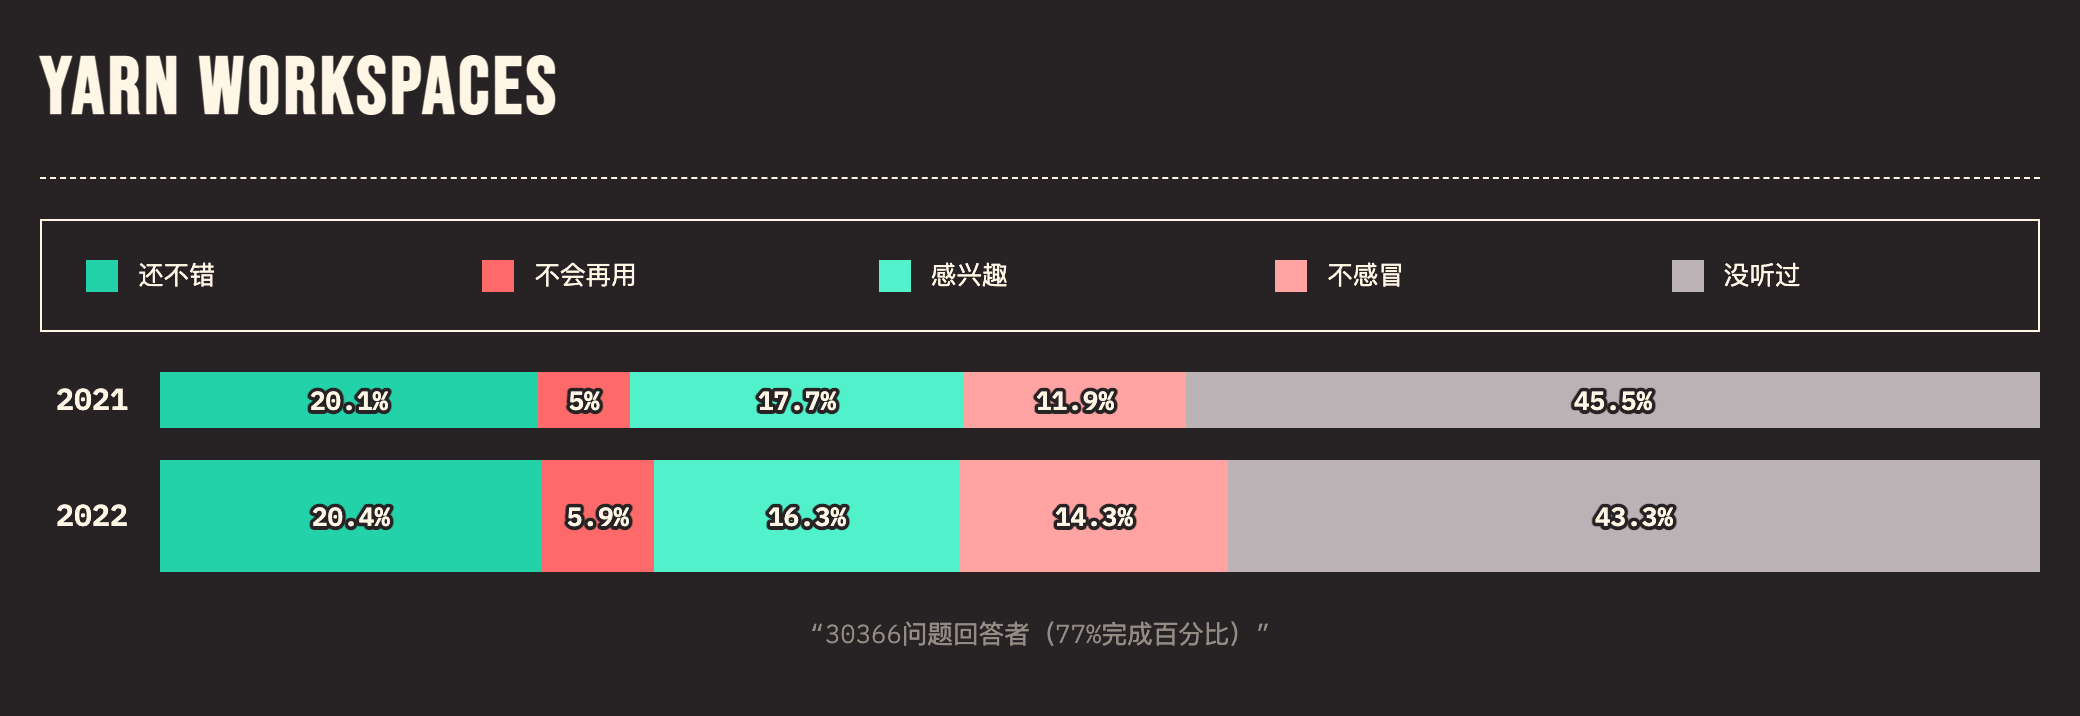 YARN WORKSPACES
还不错 不会再用 感兴趣 不感冒 没听过
2021 20.1% 5% 17.7% 11.9% 45.5%
2022 20.4% 5.9% 16.3% 14.3% 43.3%
“30366问题回答者（77%完成百分比）”